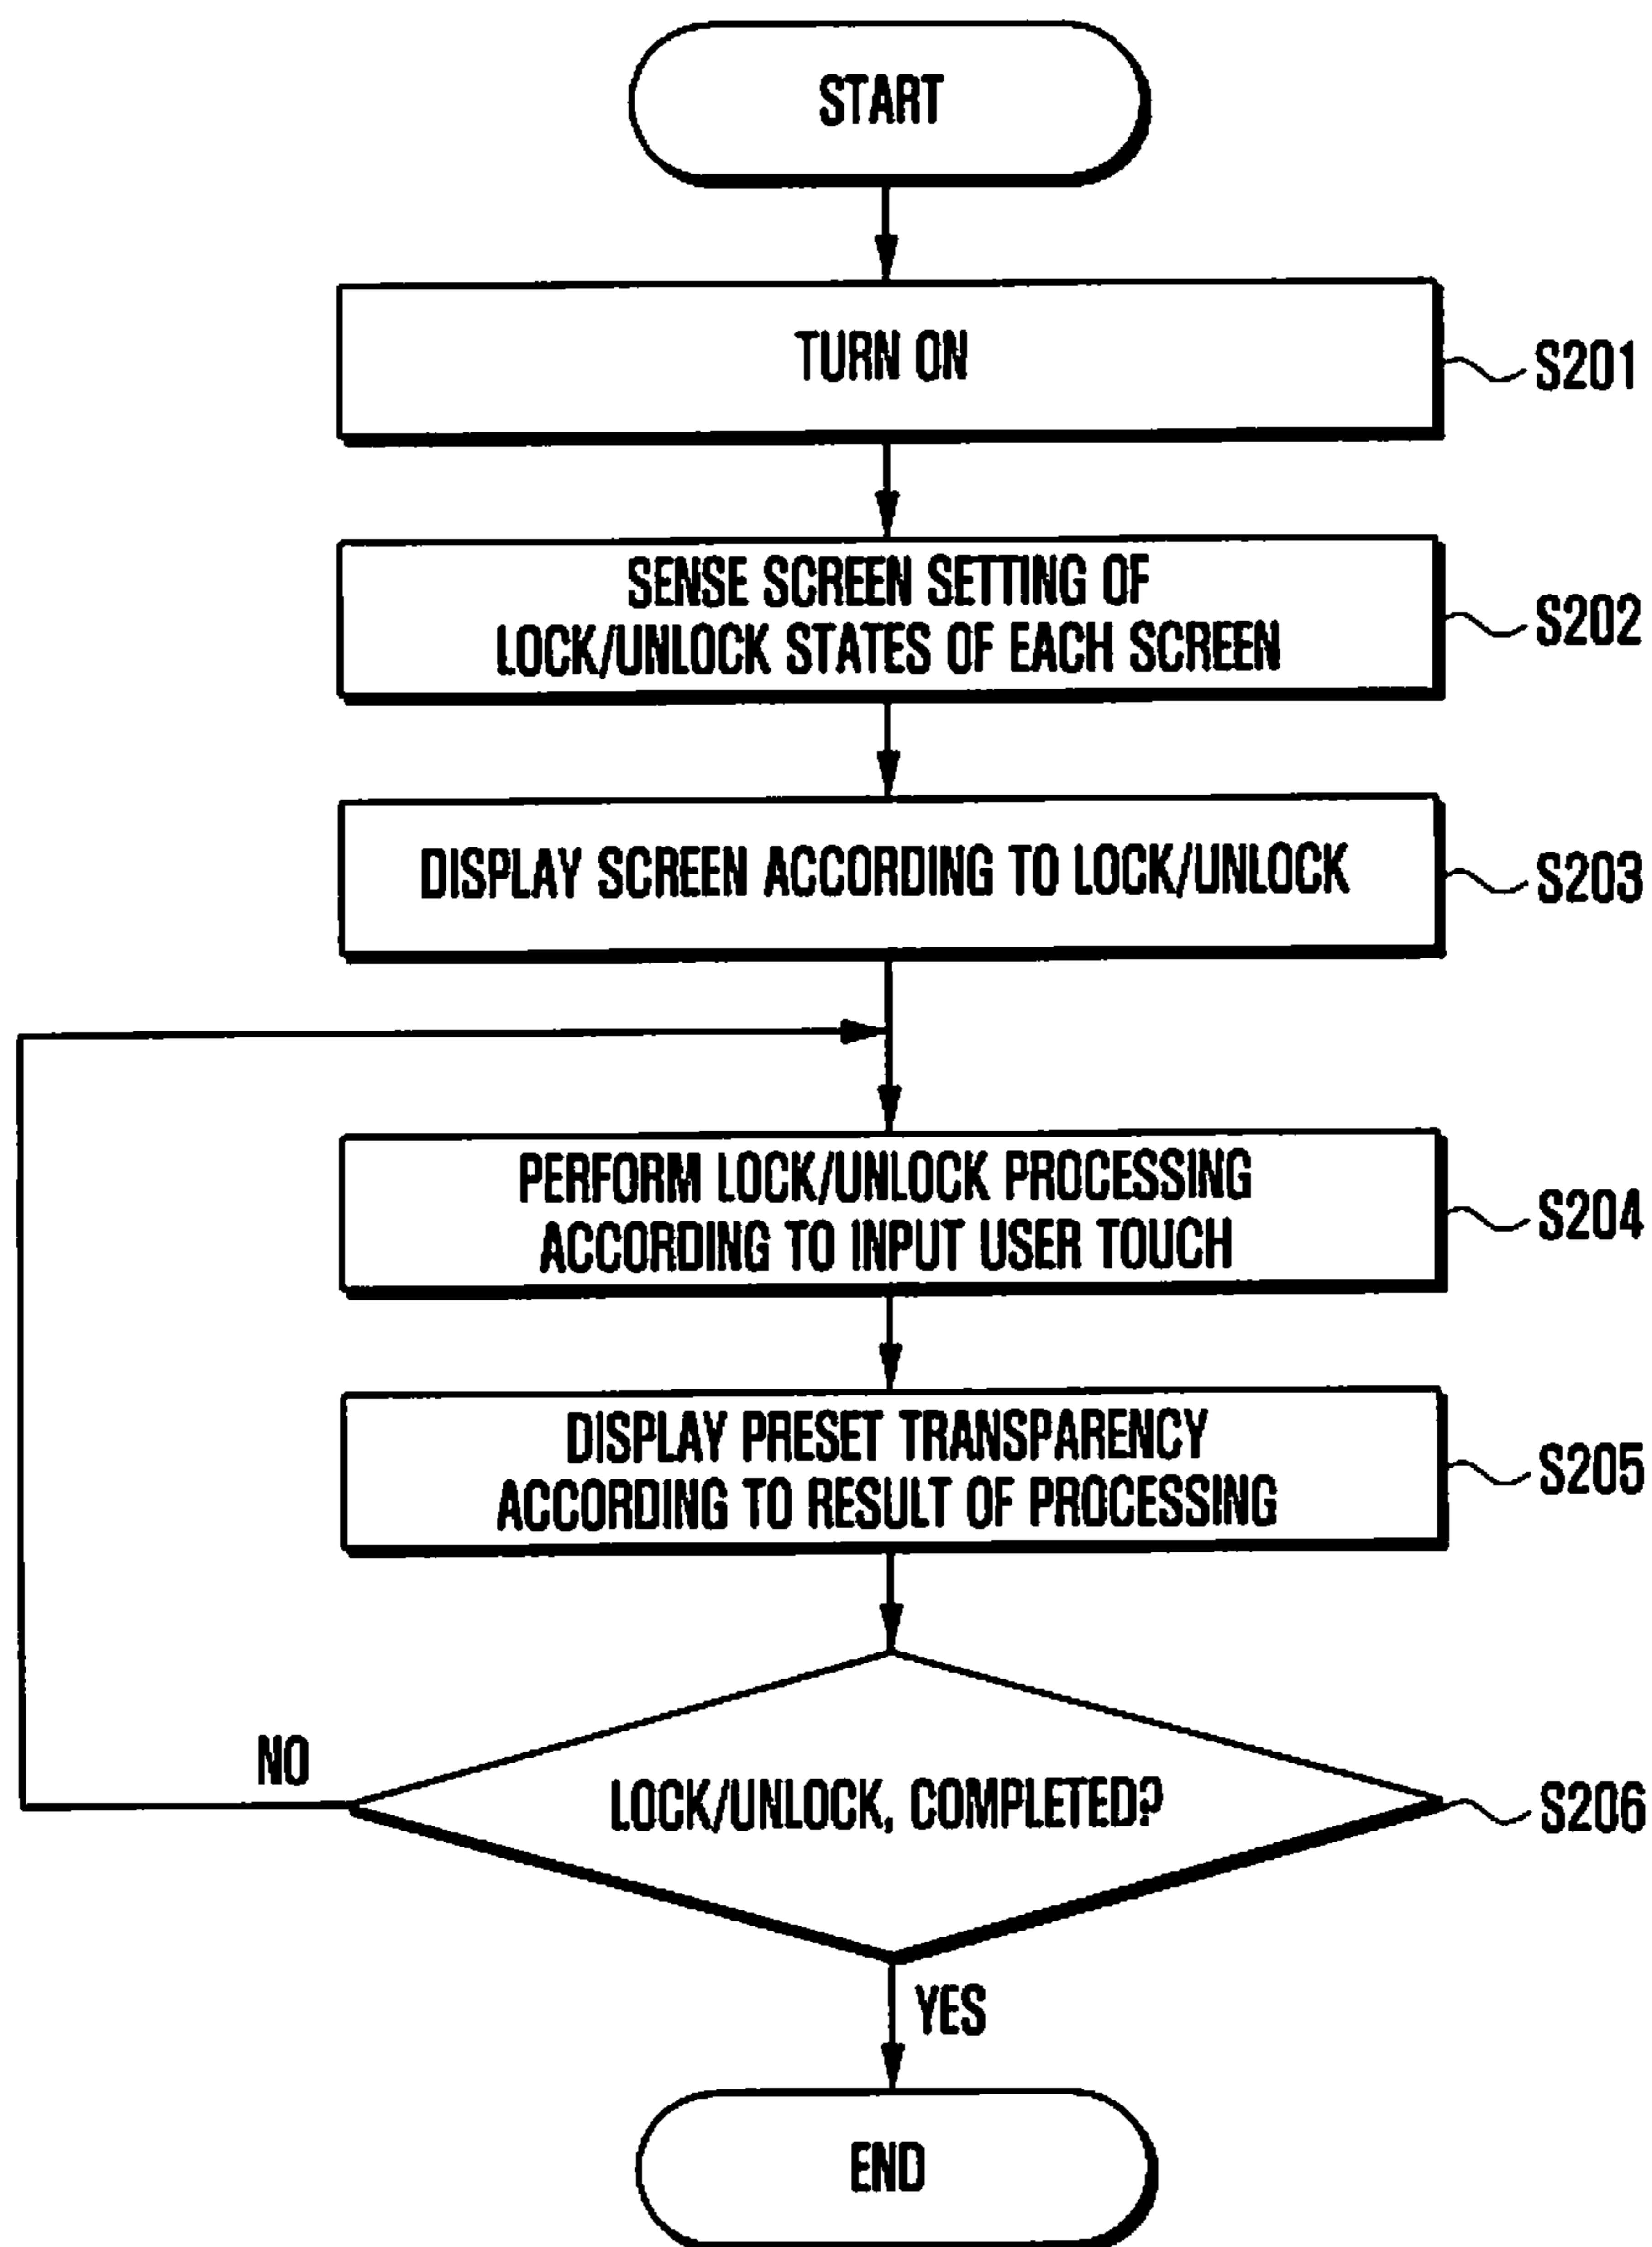 START
TURN ON
S201
SENSE SCREEN SETTING OF
LOCK/UNLOCK STATES OF EACH SCREEN
S202
DISPLAY SCREEN ACCORDING TO LOCK/UNLOCK
S203
PERFORM LOCK/UNLOCK PROCESSING
ACCORDING TO INPUT USER TOUCH
S204
DISPLAY PRESET TRANSPARENCY
ACCORDING TO RESULT OF PROCESSING
S205
NO
LOCK/UNLOCK, COMPLETED?
S206
YES
END